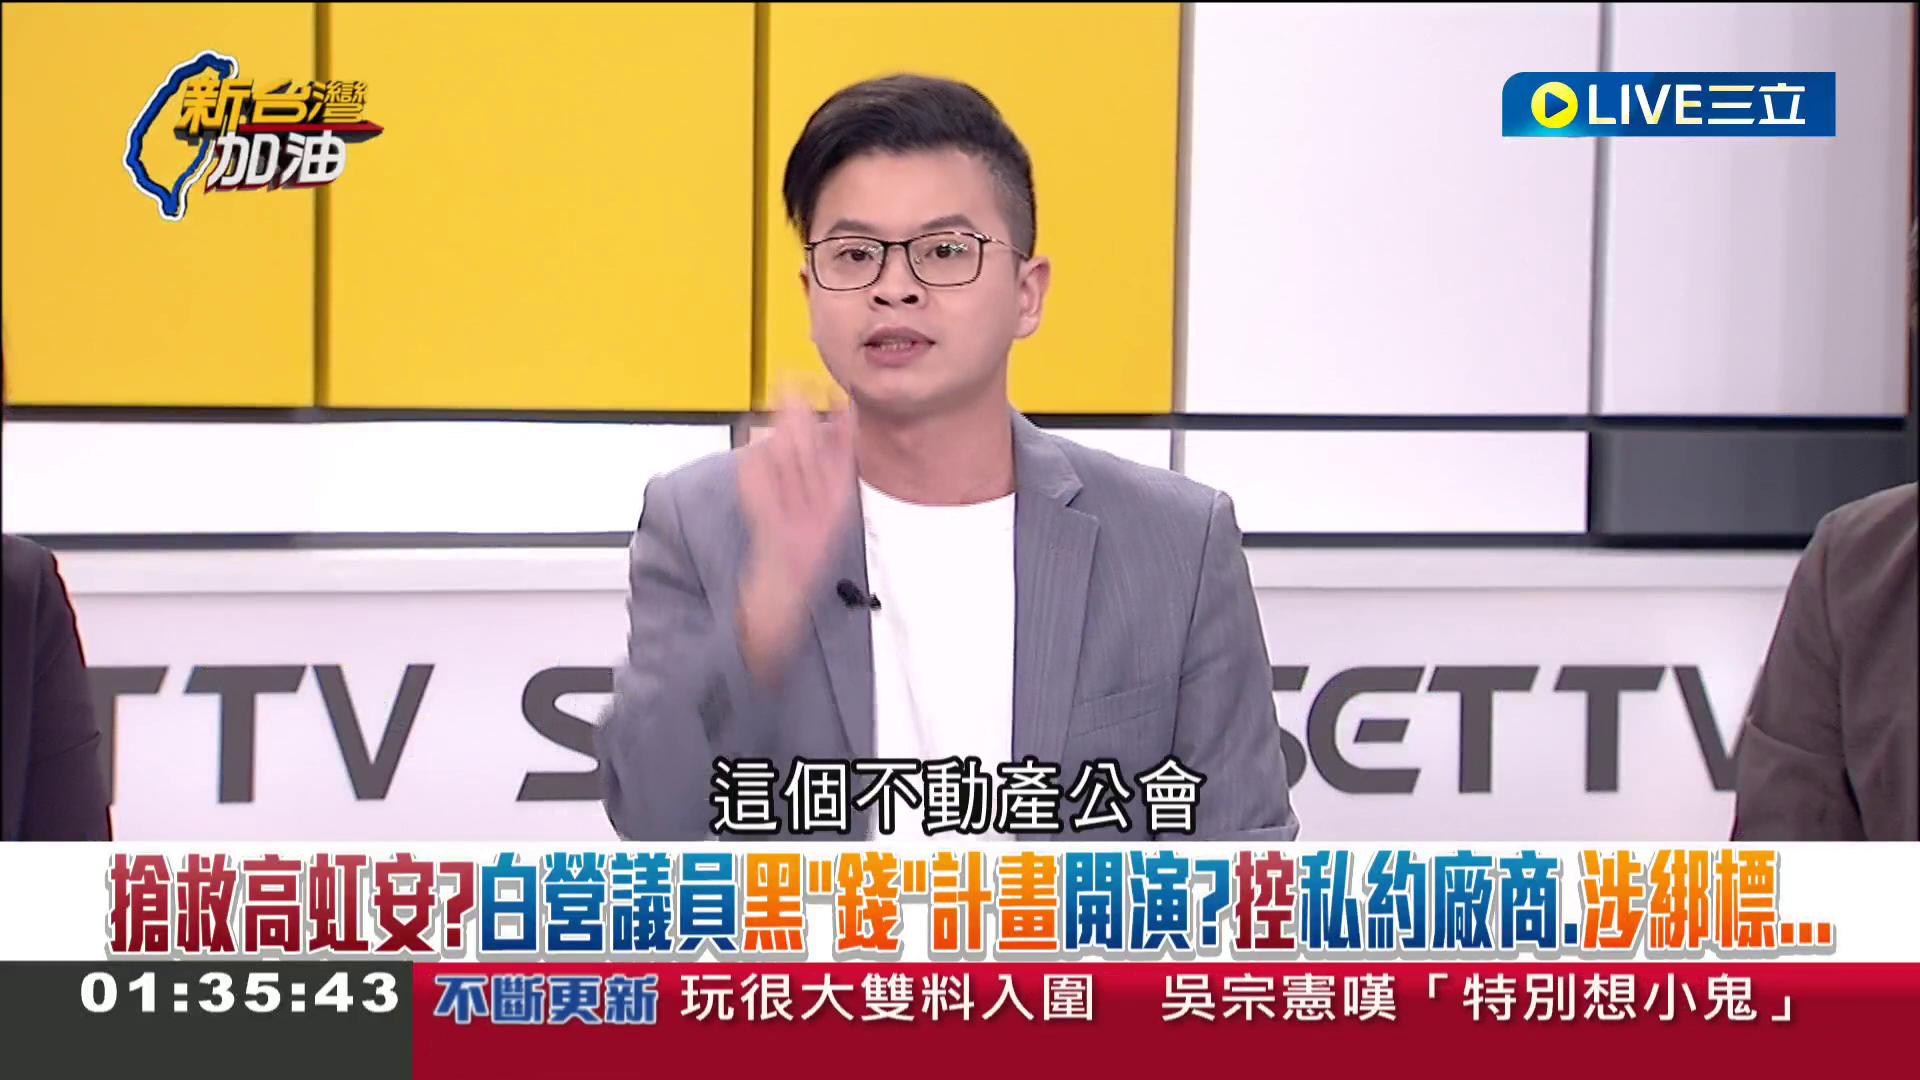 新台灣
加油
LIVE三立
TTV S
SETTV
這個不動產公會
搶救高虹安?白營議員黑"錢"計畫開演?控私約廠商.涉綁標...
01:35:43
不斷更新 玩很大雙料入圍 吳宗憲嘆「特別想小鬼」